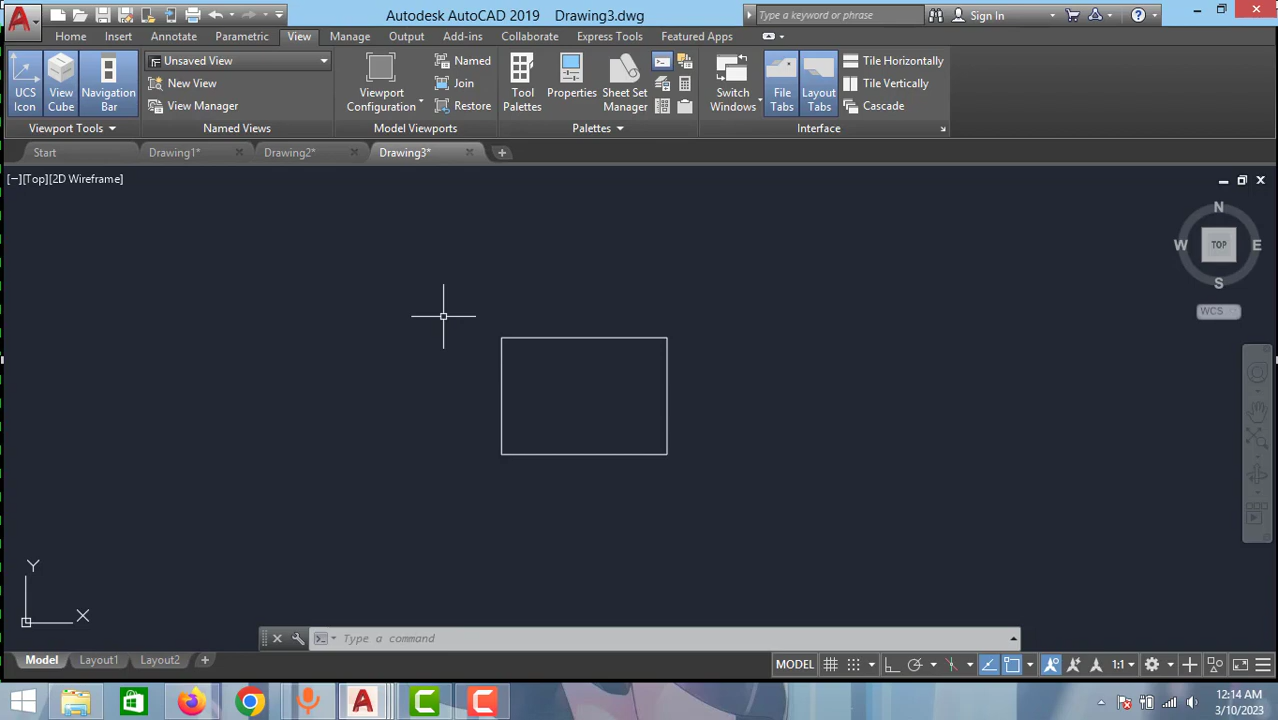 Autodesk AutoCAD 2019 Drawing3.dwg
Type a keyword or phrase
Sign In
?
Home Insert Annotate Parametric View Manage Output Add-ins Collaborate Express Tools Featured Apps
UCS Icon
View Cube
Navigation Bar
Viewport Tools
Unsaved View
New View
View Manager
Named Views
Viewport Configuration
Named
Join
Restore
Model Viewports
Tool Palettes
Properties
Sheet Set Manager
Palettes
Switch Windows
File Tabs
Layout Tabs
Tile Horizontally
Tile Vertically
Cascade
Interface
Start Drawing1* Drawing2* Drawing3*
[−][Top][2D Wireframe]
N
W TOP E
S
WCS
Y
X
Type a command
Model Layout1 Layout2 +
MODEL 1:1
12:14 AM
3/10/2023